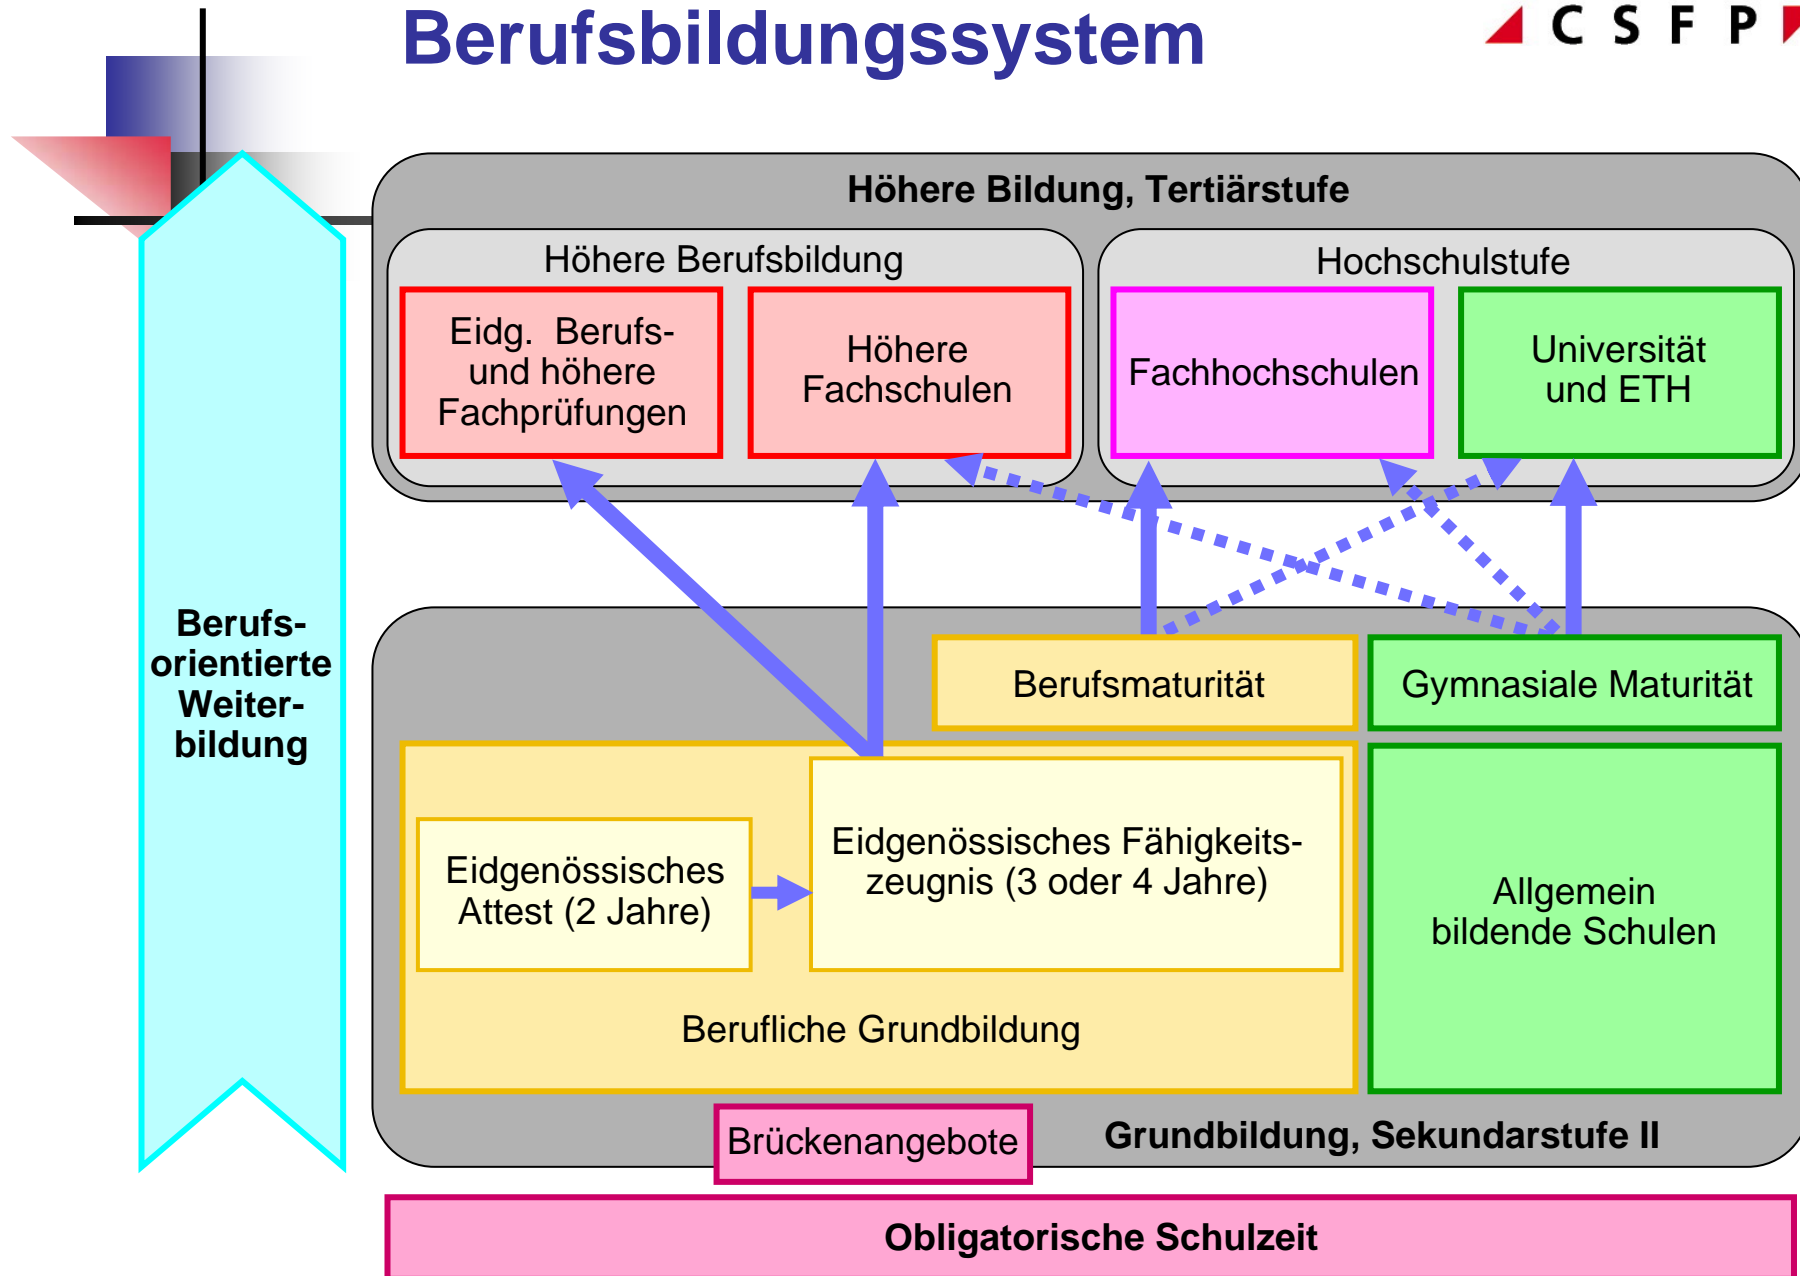 Berufsbildungssystem
CSFP
Höhere Bildung, Tertiärstufe
Höhere Berufsbildung
Hochschulstufe
Eidg. Berufs-
und höhere
Fachprüfungen
Höhere
Fachschulen
Fachhochschulen
Universität
und ETH
Berufs-
orientierte
Weiter-
bildung
Berufsmaturität
Gymnasiale Maturität
Eidgenössisches
Attest (2 Jahre)
Eidgenössisches Fähigkeits-
zeugnis (3 oder 4 Jahre)
Allgemein
bildende Schulen
Berufliche Grundbildung
Brückenangebote
Grundbildung, Sekundarstufe II
Obligatorische Schulzeit